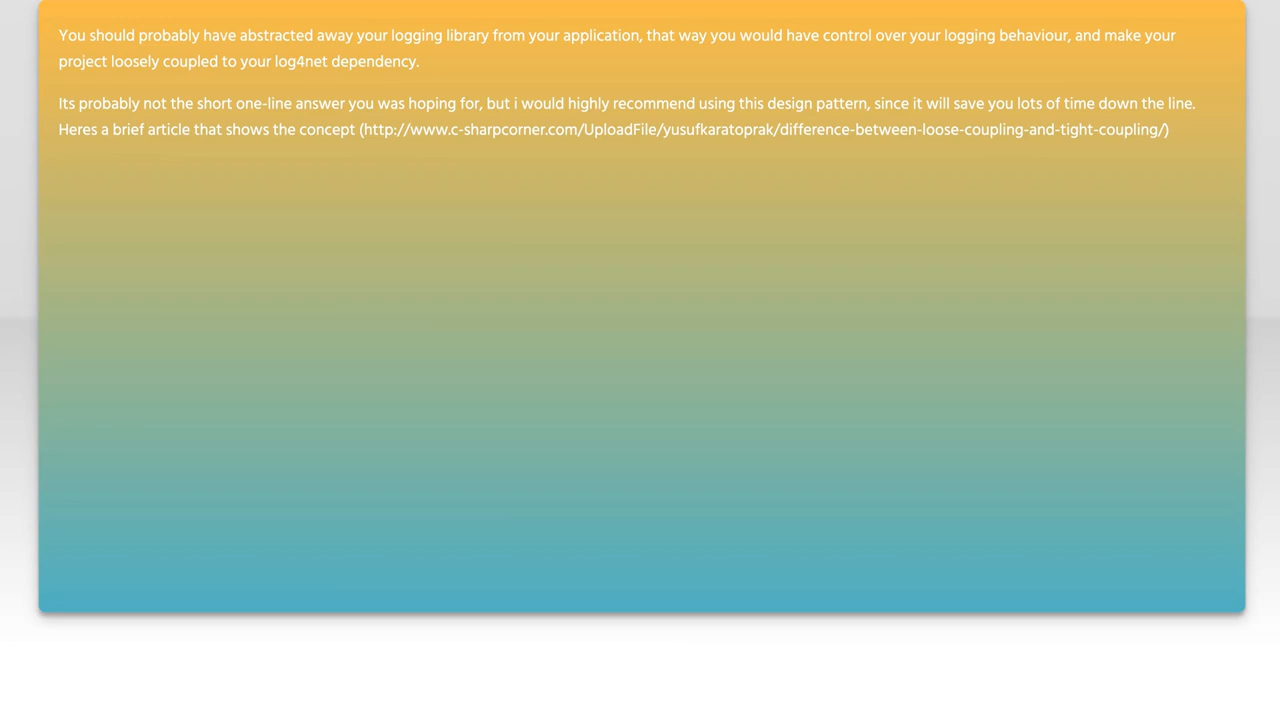 You should probably have abstracted away your logging library from your application, that way you would have control over your logging behaviour, and make your
project loosely coupled to your log4net dependency.
Its probably not the short one-line answer you was hoping for, but i would highly recommend using this design pattern, since it will save you lots of time down the line.
Heres a brief article that shows the concept (http://www.c-sharpcorner.com/UploadFile/yusufkaratoprak/difference-between-loose-coupling-and-tight-coupling/)